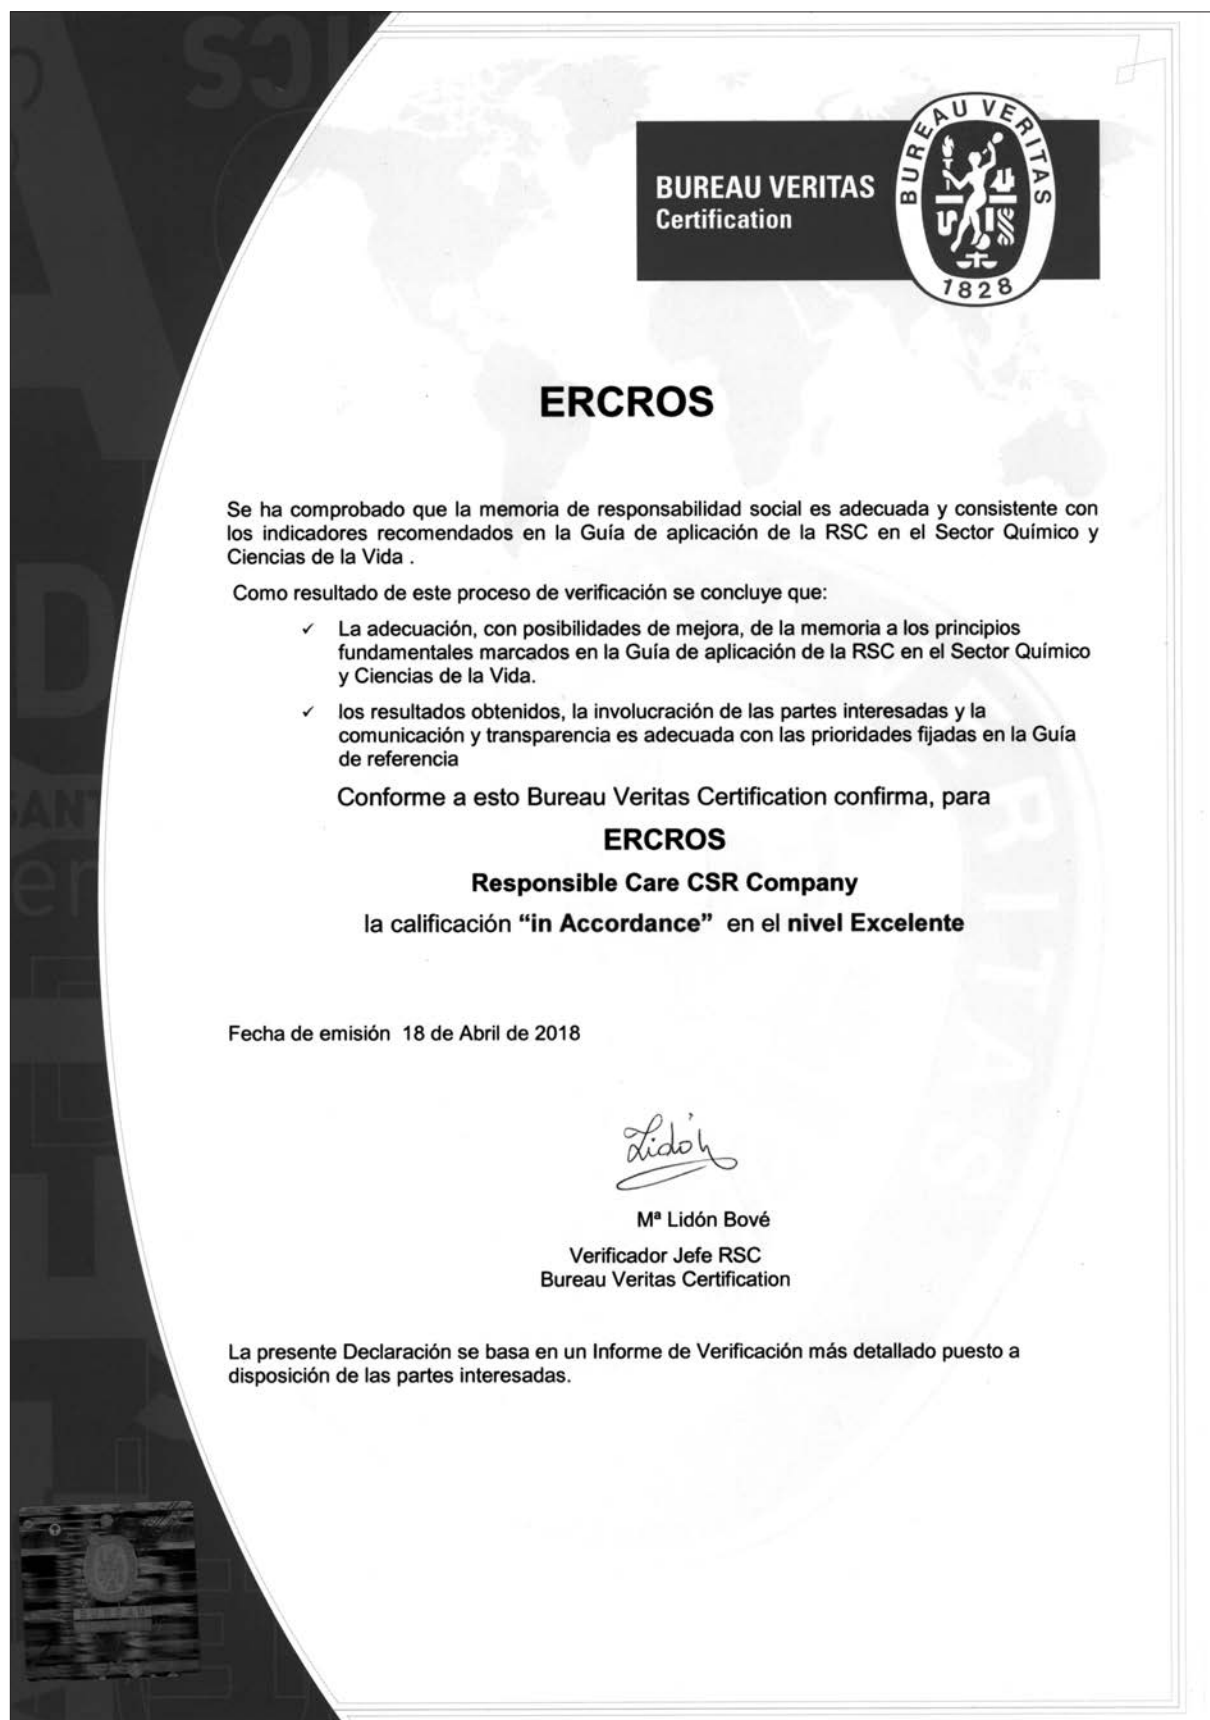 BUREAU VERITAS
Certification
BUREAU VERITAS
1828
ERCROS
Se ha comprobado que la memoria de responsabilidad social es adecuada y consistente con
los indicadores recomendados en la Guía de aplicación de la RSC en el Sector Químico y
Ciencias de la Vida .
Como resultado de este proceso de verificación se concluye que:
✓ La adecuación, con posibilidades de mejora, de la memoria a los principios
fundamentales marcados en la Guía de aplicación de la RSC en el Sector Químico
y Ciencias de la Vida.
✓ los resultados obtenidos, la involucración de las partes interesadas y la
comunicación y transparencia es adecuada con las prioridades fijadas en la Guía
de referencia
Conforme a esto Bureau Veritas Certification confirma, para
ERCROS
Responsible Care CSR Company
la calificación “in Accordance” en el nivel Excelente
Fecha de emisión 18 de Abril de 2018
Lidón
Mª Lidón Bové
Verificador Jefe RSC
Bureau Veritas Certification
La presente Declaración se basa en un Informe de Verificación más detallado puesto a
disposición de las partes interesadas.